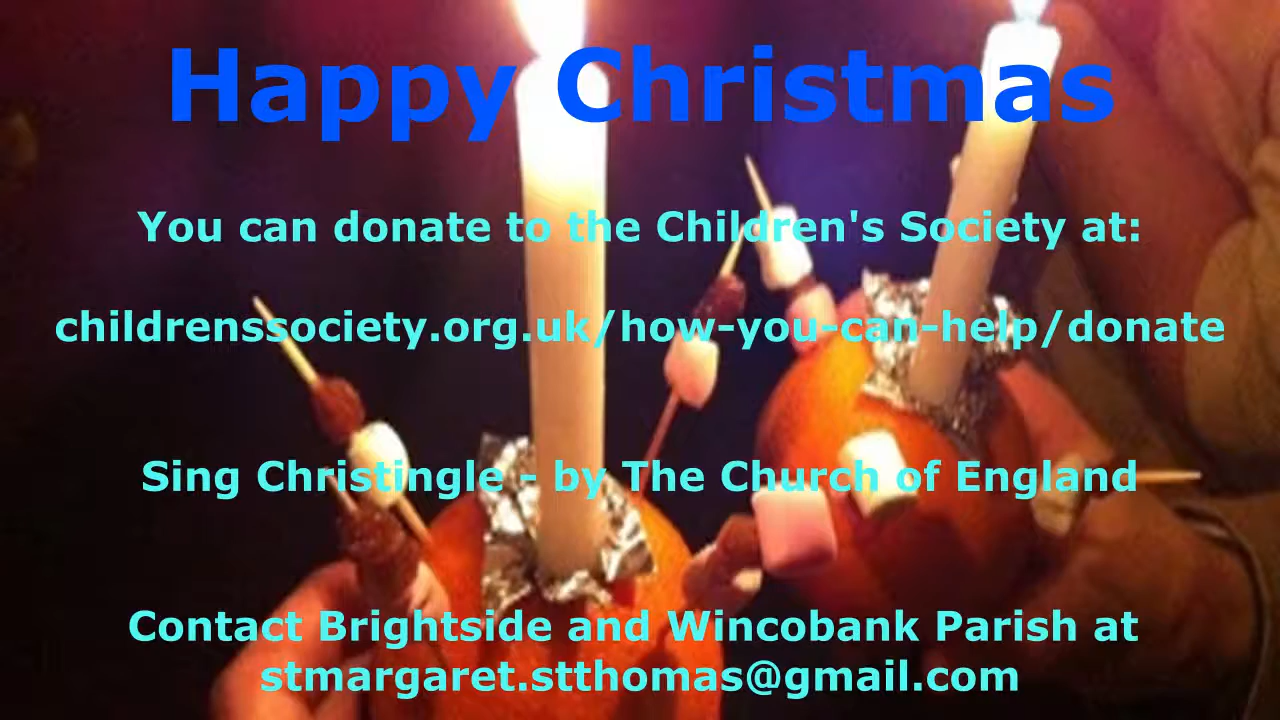 Happy Christmas
You can donate to the Children's Society at:
childrenssociety.org.uk/how-you-can-help/donate
Sing Christingle - by The Church of England
Contact Brightside and Wincobank Parish at
stmargaret.stthomas@gmail.com